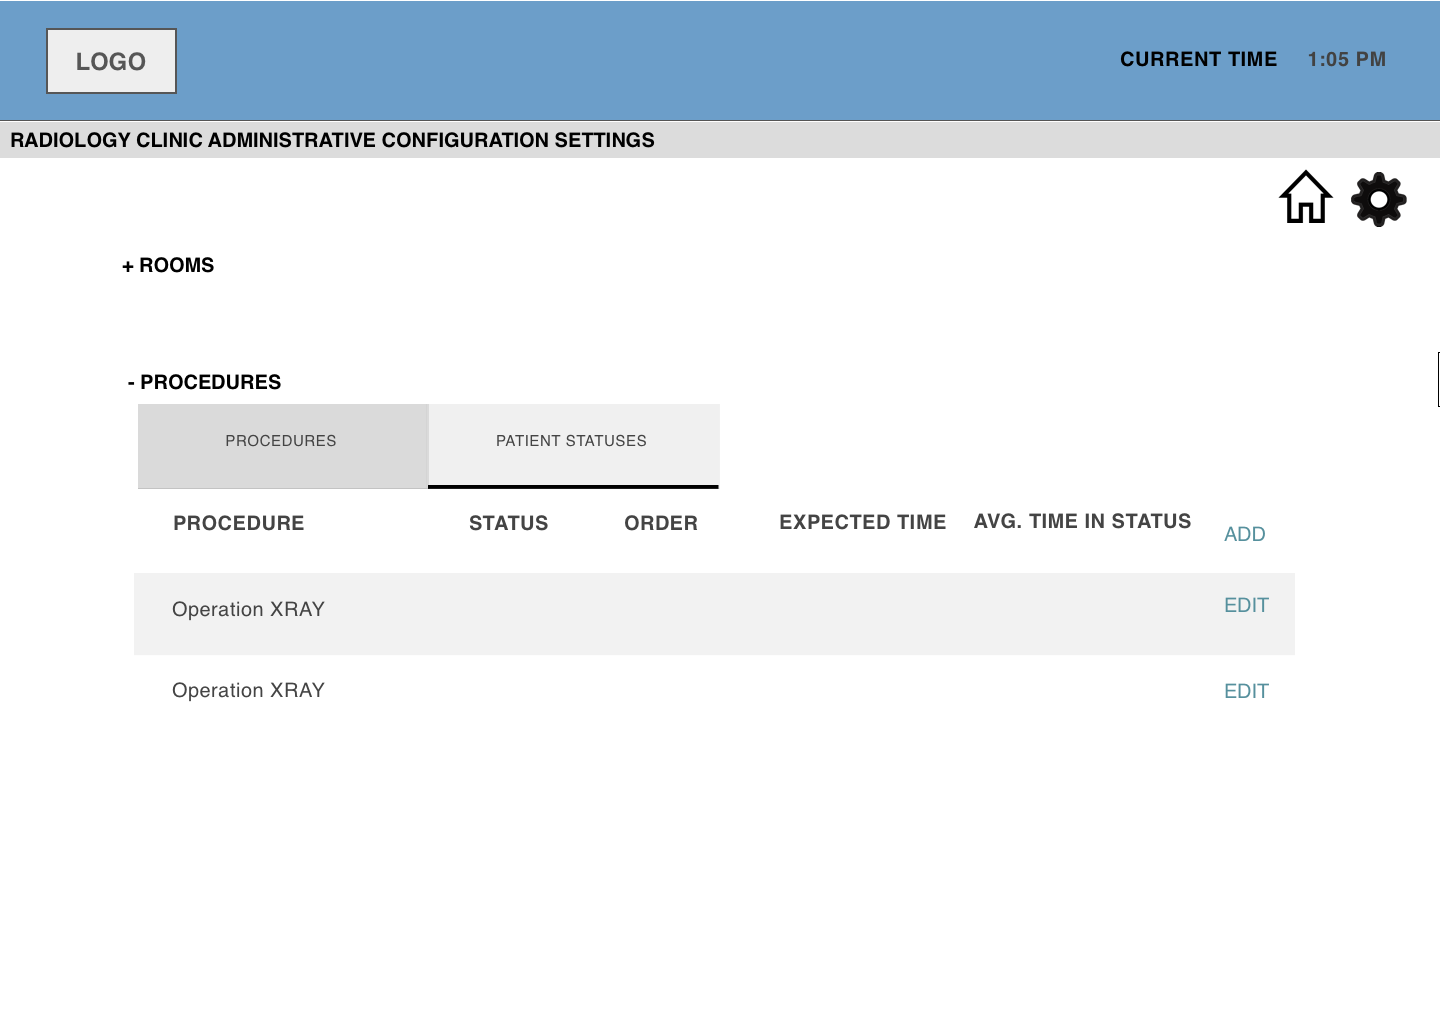 LOGO
CURRENT TIME 1:05 PM
RADIOLOGY CLINIC ADMINISTRATIVE CONFIGURATION SETTINGS
+ ROOMS
- PROCEDURES
PROCEDURES PATIENT STATUSES
PROCEDURE STATUS ORDER EXPECTED TIME AVG. TIME IN STATUS ADD
Operation XRAY EDIT
Operation XRAY EDIT